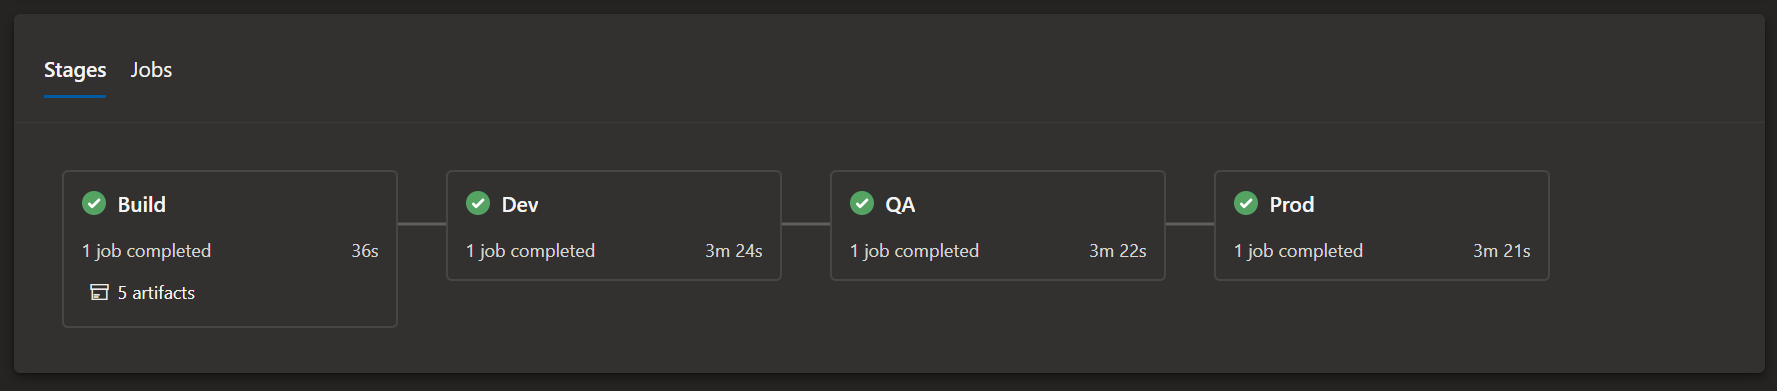 Stages Jobs
Build
1 job completed 36s
5 artifacts
Dev
1 job completed 3m 24s
QA
1 job completed 3m 22s
Prod
1 job completed 3m 21s